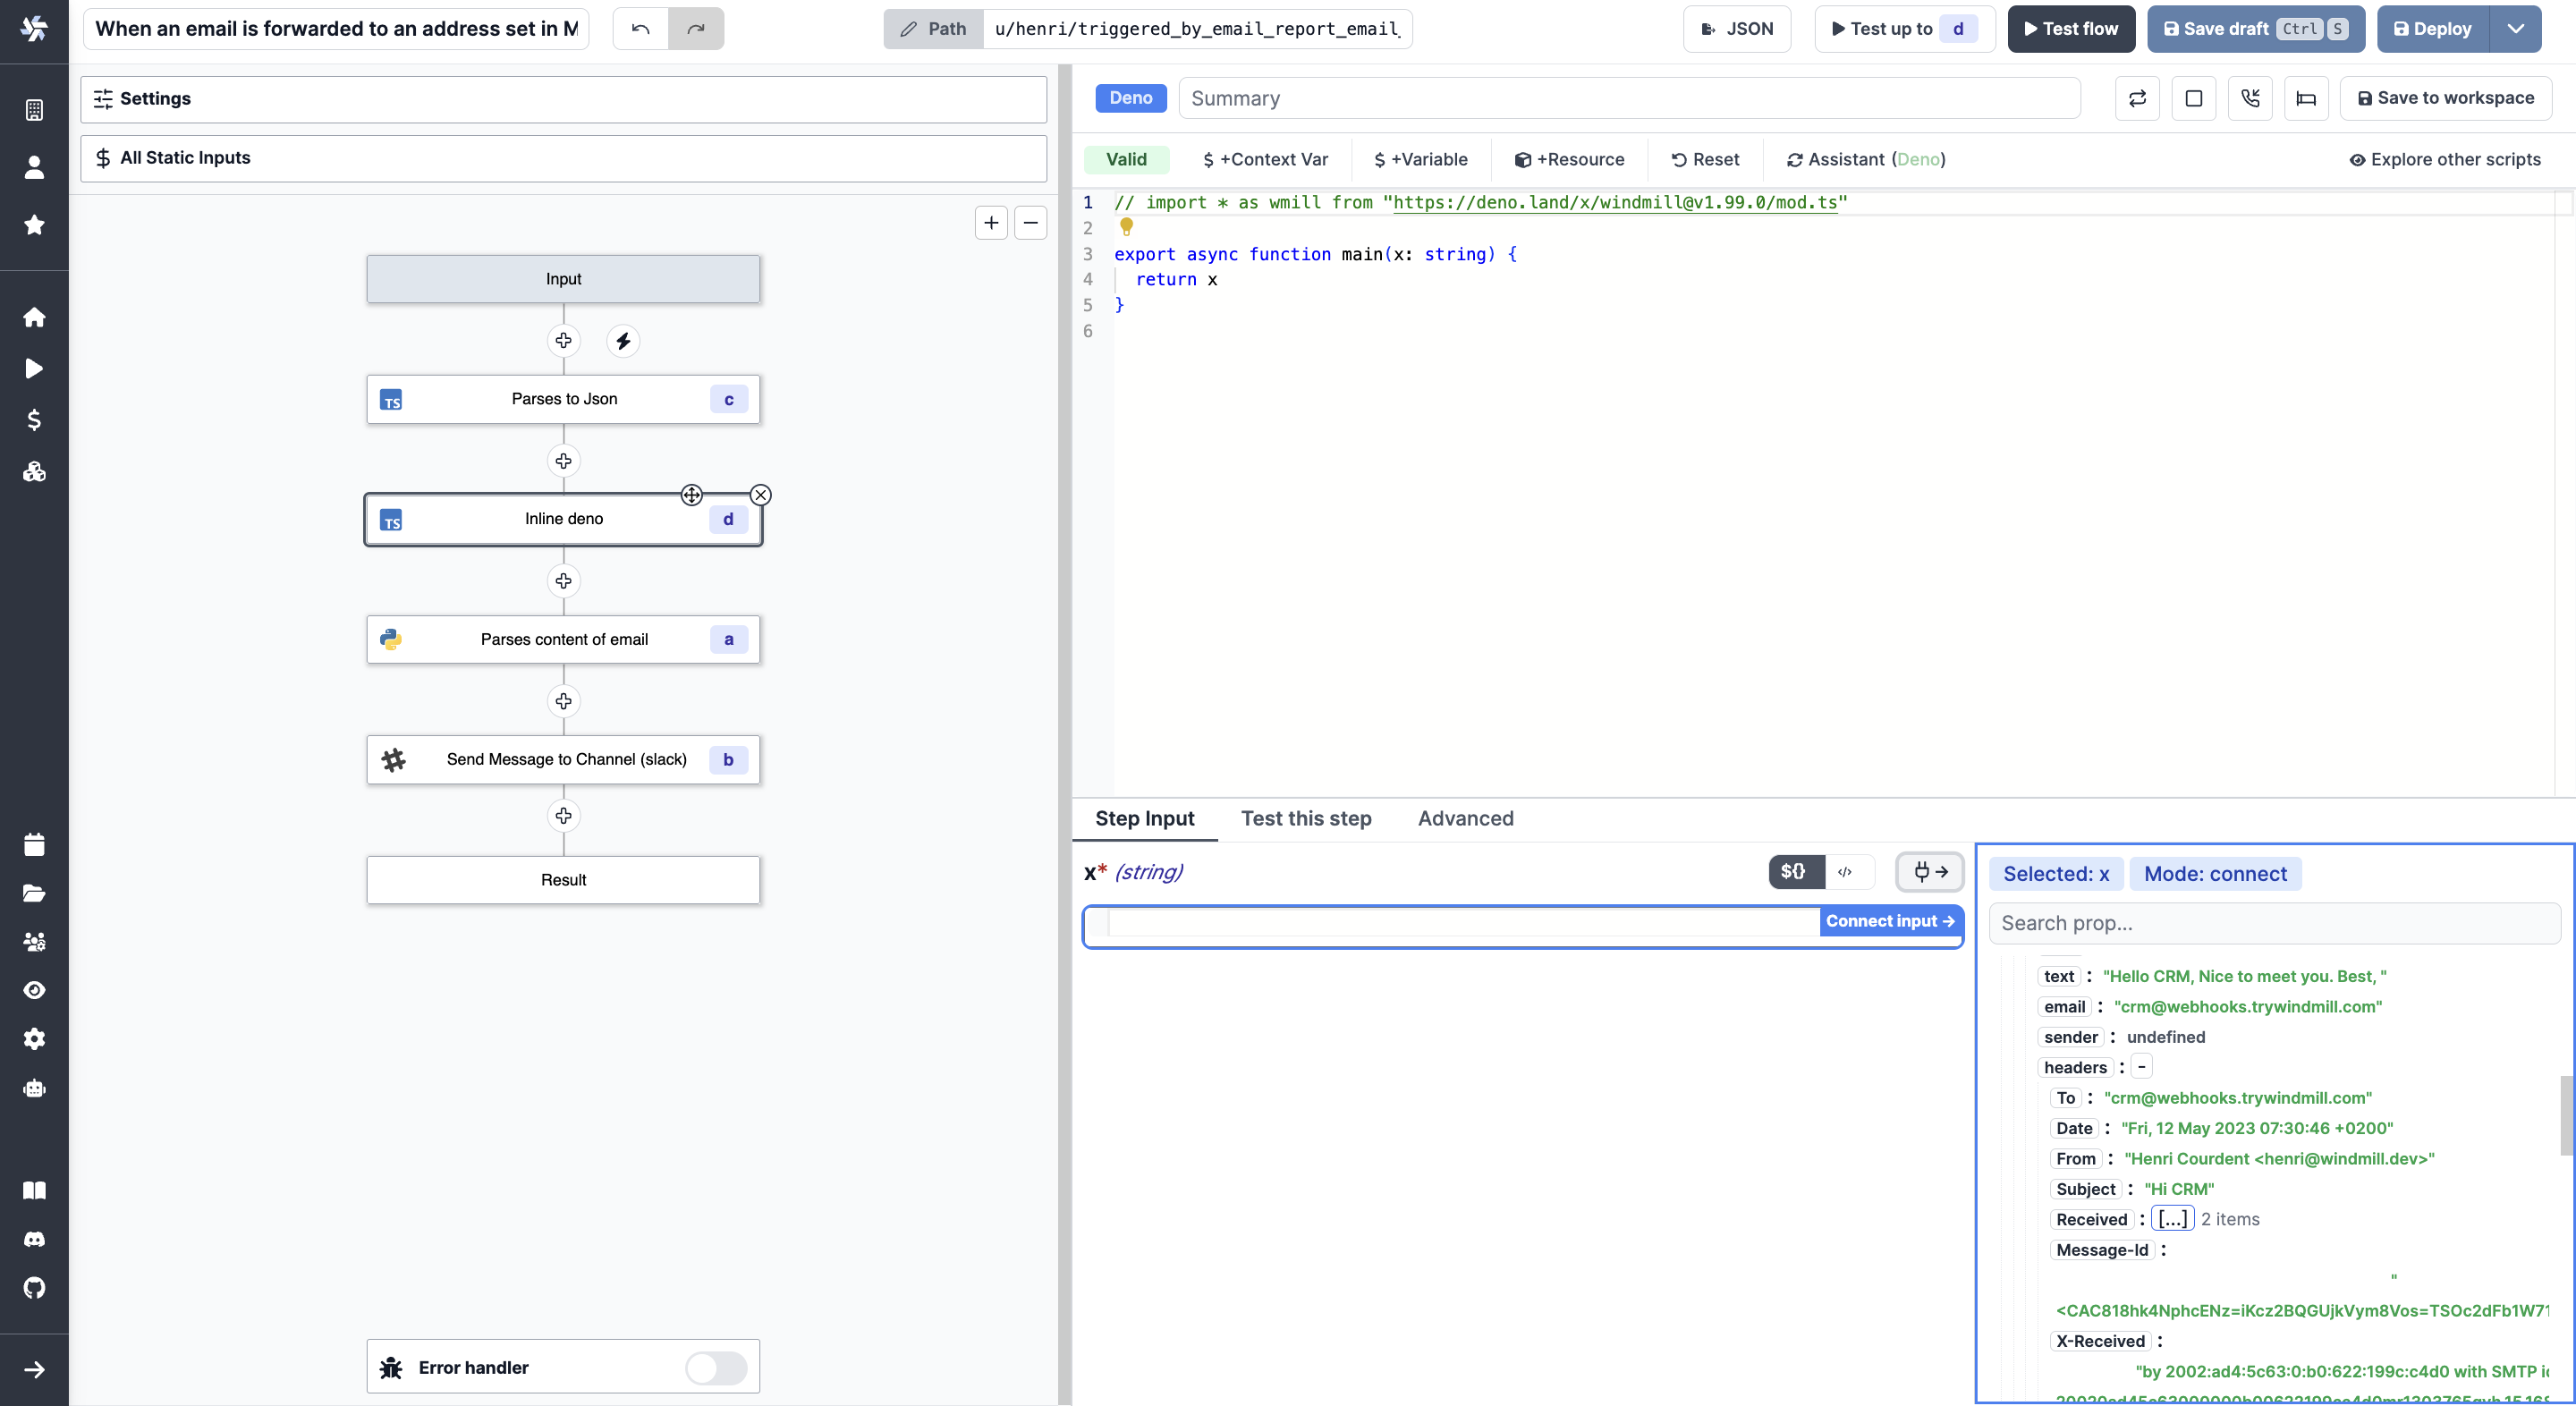 When an email is forwarded to an address set in M
Path
u/henri/triggered_by_email_report_email_
JSON
Test up to d
Test flow
Save draft Ctrl S
Deploy
Settings
All Static Inputs
Input
Parses to Json c
Inline deno d
Parses content of email a
Send Message to Channel (slack) b
Result
Error handler
Deno
Summary
Save to workspace
Valid
+Context Var
+Variable
+Resource
Reset
Assistant (Deno)
Explore other scripts
1 // import * as wmill from "https://deno.land/x/windmill@v1.99.0/mod.ts"
2
3 export async function main(x: string) {
4 return x
5 }
6
Step Input
Test this step
Advanced
x* (string)
${}
</>
Connect input →
Selected: x
Mode: connect
Search prop...
text : "Hello CRM, Nice to meet you. Best, "
email : "crm@webhooks.trywindmill.com"
sender : undefined
headers : -
To : "crm@webhooks.trywindmill.com"
Date : "Fri, 12 May 2023 07:30:46 +0200"
From : "Henri Courdent <henri@windmill.dev>"
Subject : "Hi CRM"
Received : [...] 2 items
Message-Id :
"
<CAC818hk4NphcENz=iKcz2BQGUjkVym8Vos=TSOc2dFb1W71
X-Received :
"by 2002:ad4:5c63:0:b0:622:199c:c4d0 with SMTP